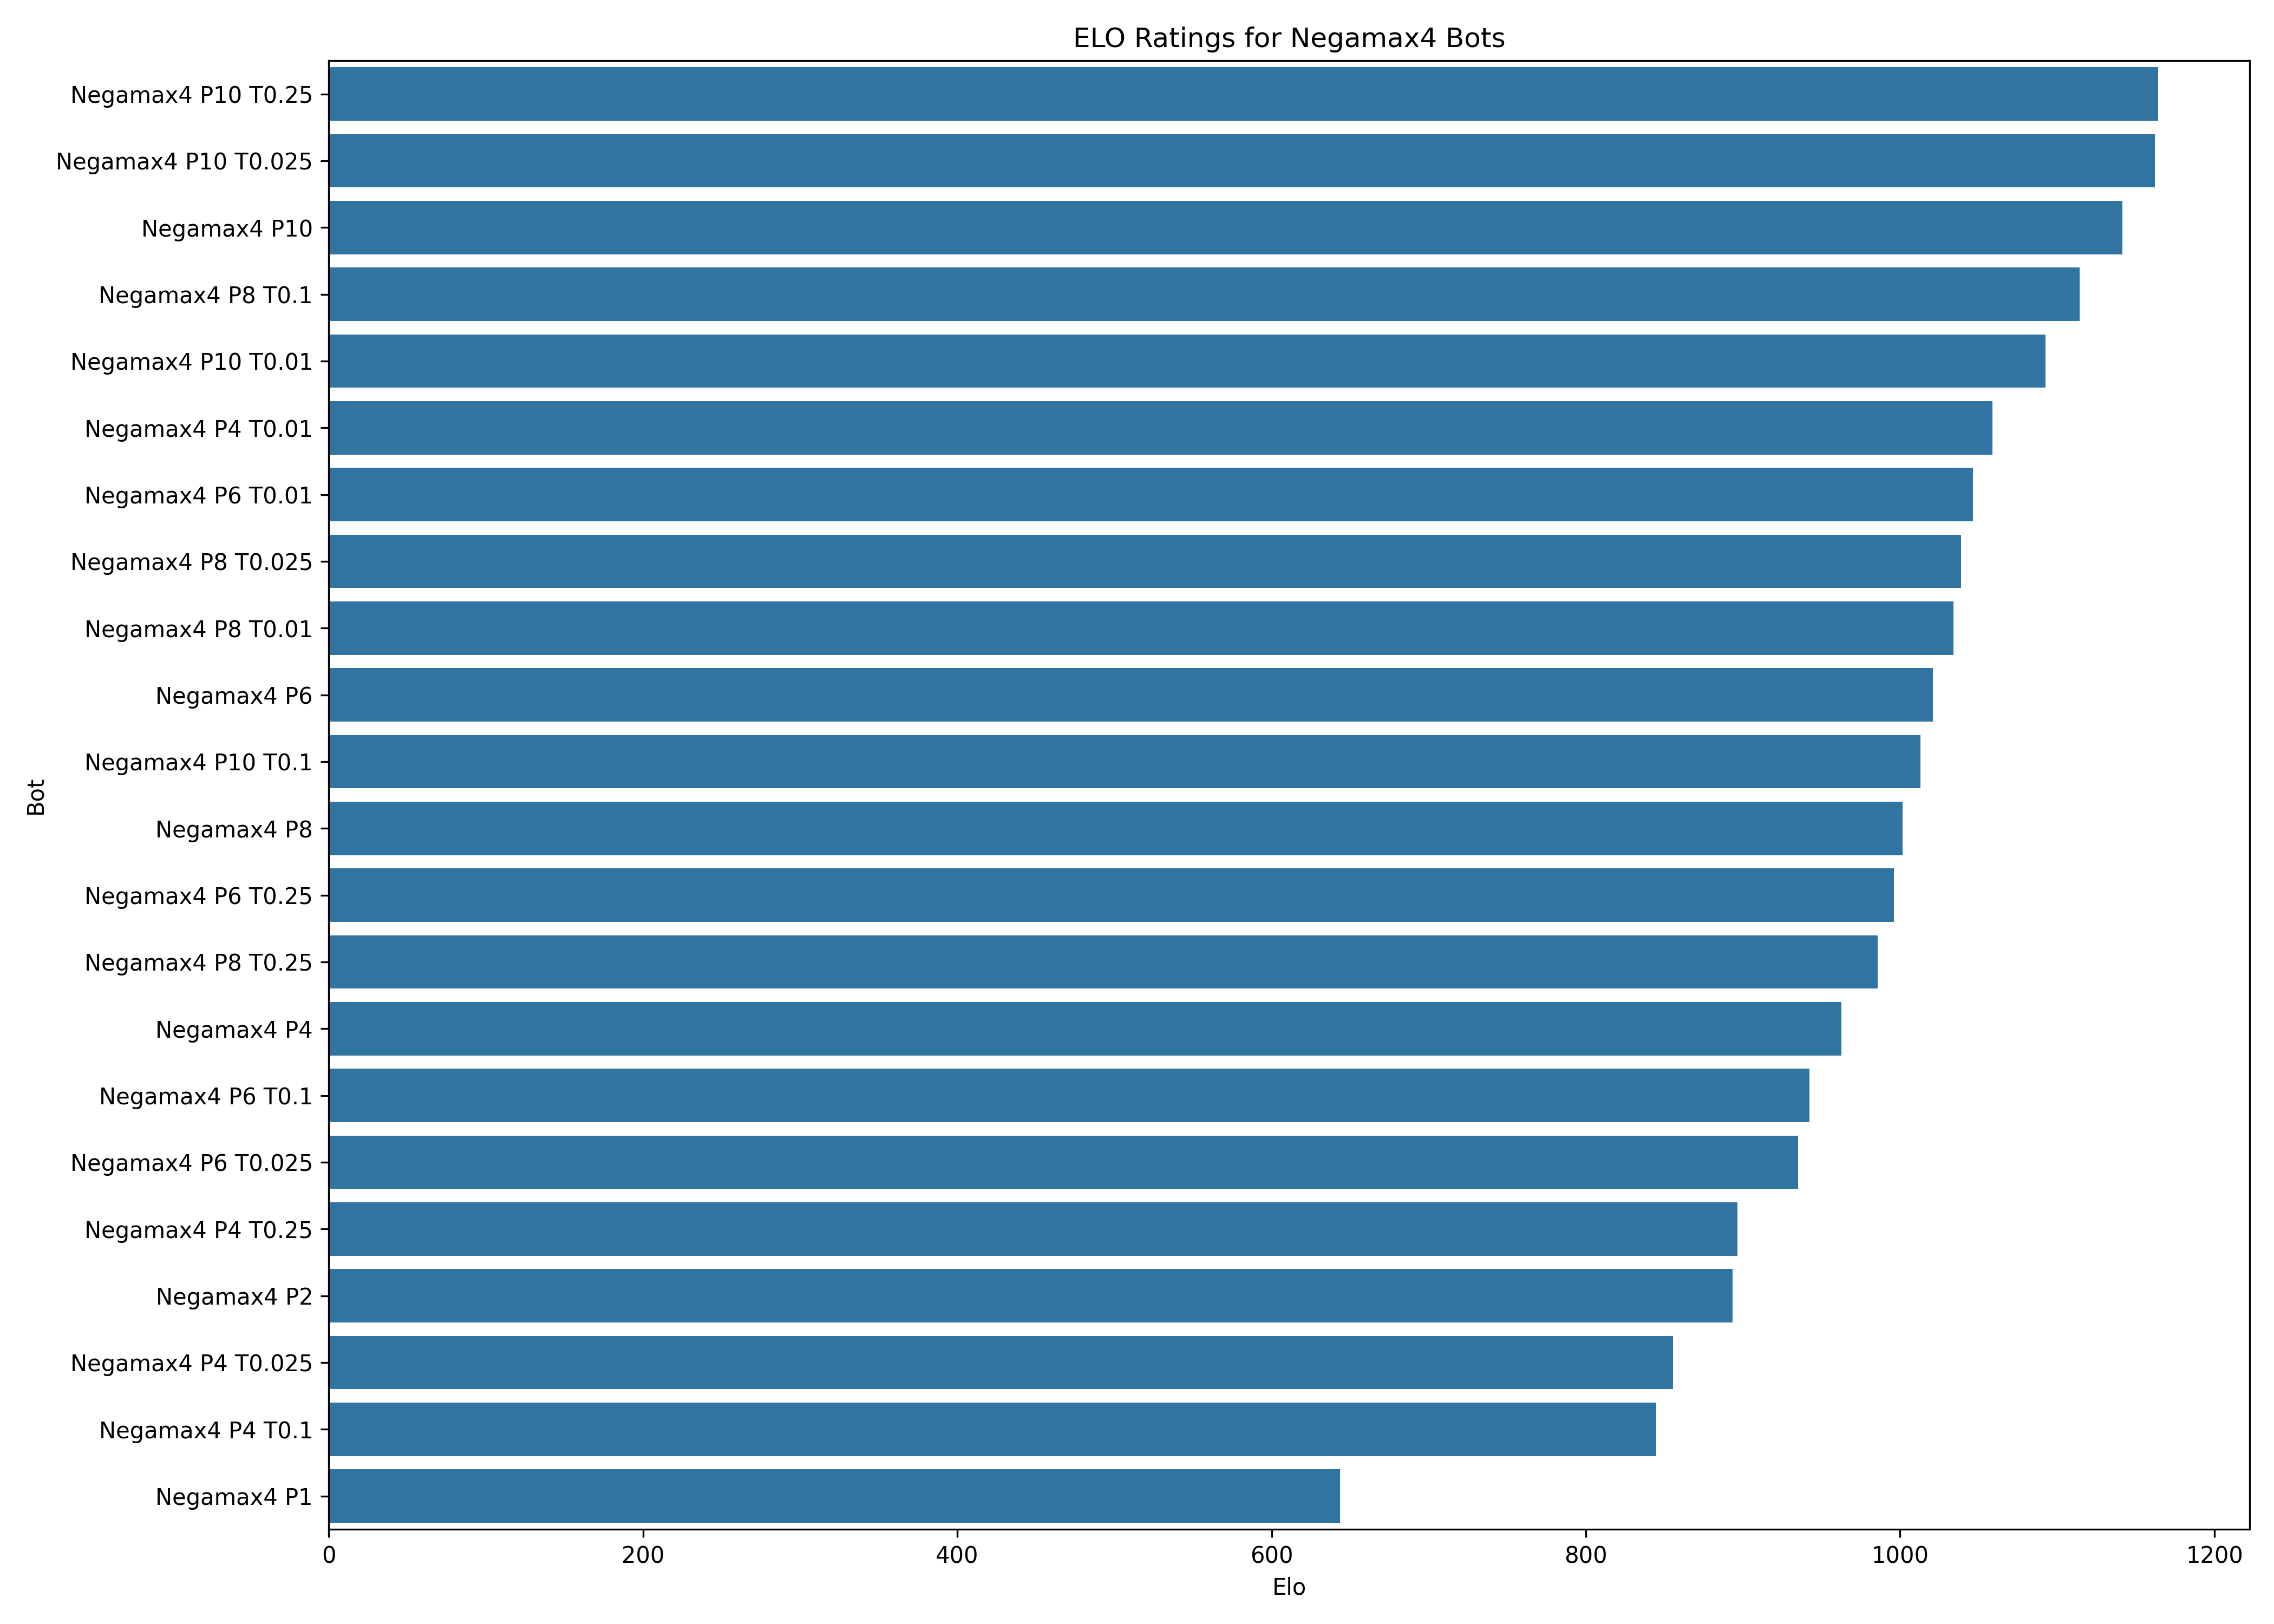 ELO Ratings for Negamax4 Bots
Negamax4 P10 T0.25
Negamax4 P10 T0.025
Negamax4 P10
Negamax4 P8 T0.1
Negamax4 P10 T0.01
Negamax4 P4 T0.01
Negamax4 P6 T0.01
Negamax4 P8 T0.025
Negamax4 P8 T0.01
Negamax4 P6
Negamax4 P10 T0.1
Negamax4 P8
Negamax4 P6 T0.25
Negamax4 P8 T0.25
Negamax4 P4
Negamax4 P6 T0.1
Negamax4 P6 T0.025
Negamax4 P4 T0.25
Negamax4 P2
Negamax4 P4 T0.025
Negamax4 P4 T0.1
Negamax4 P1
Bot
0 200 400 600 800 1000 1200
Elo